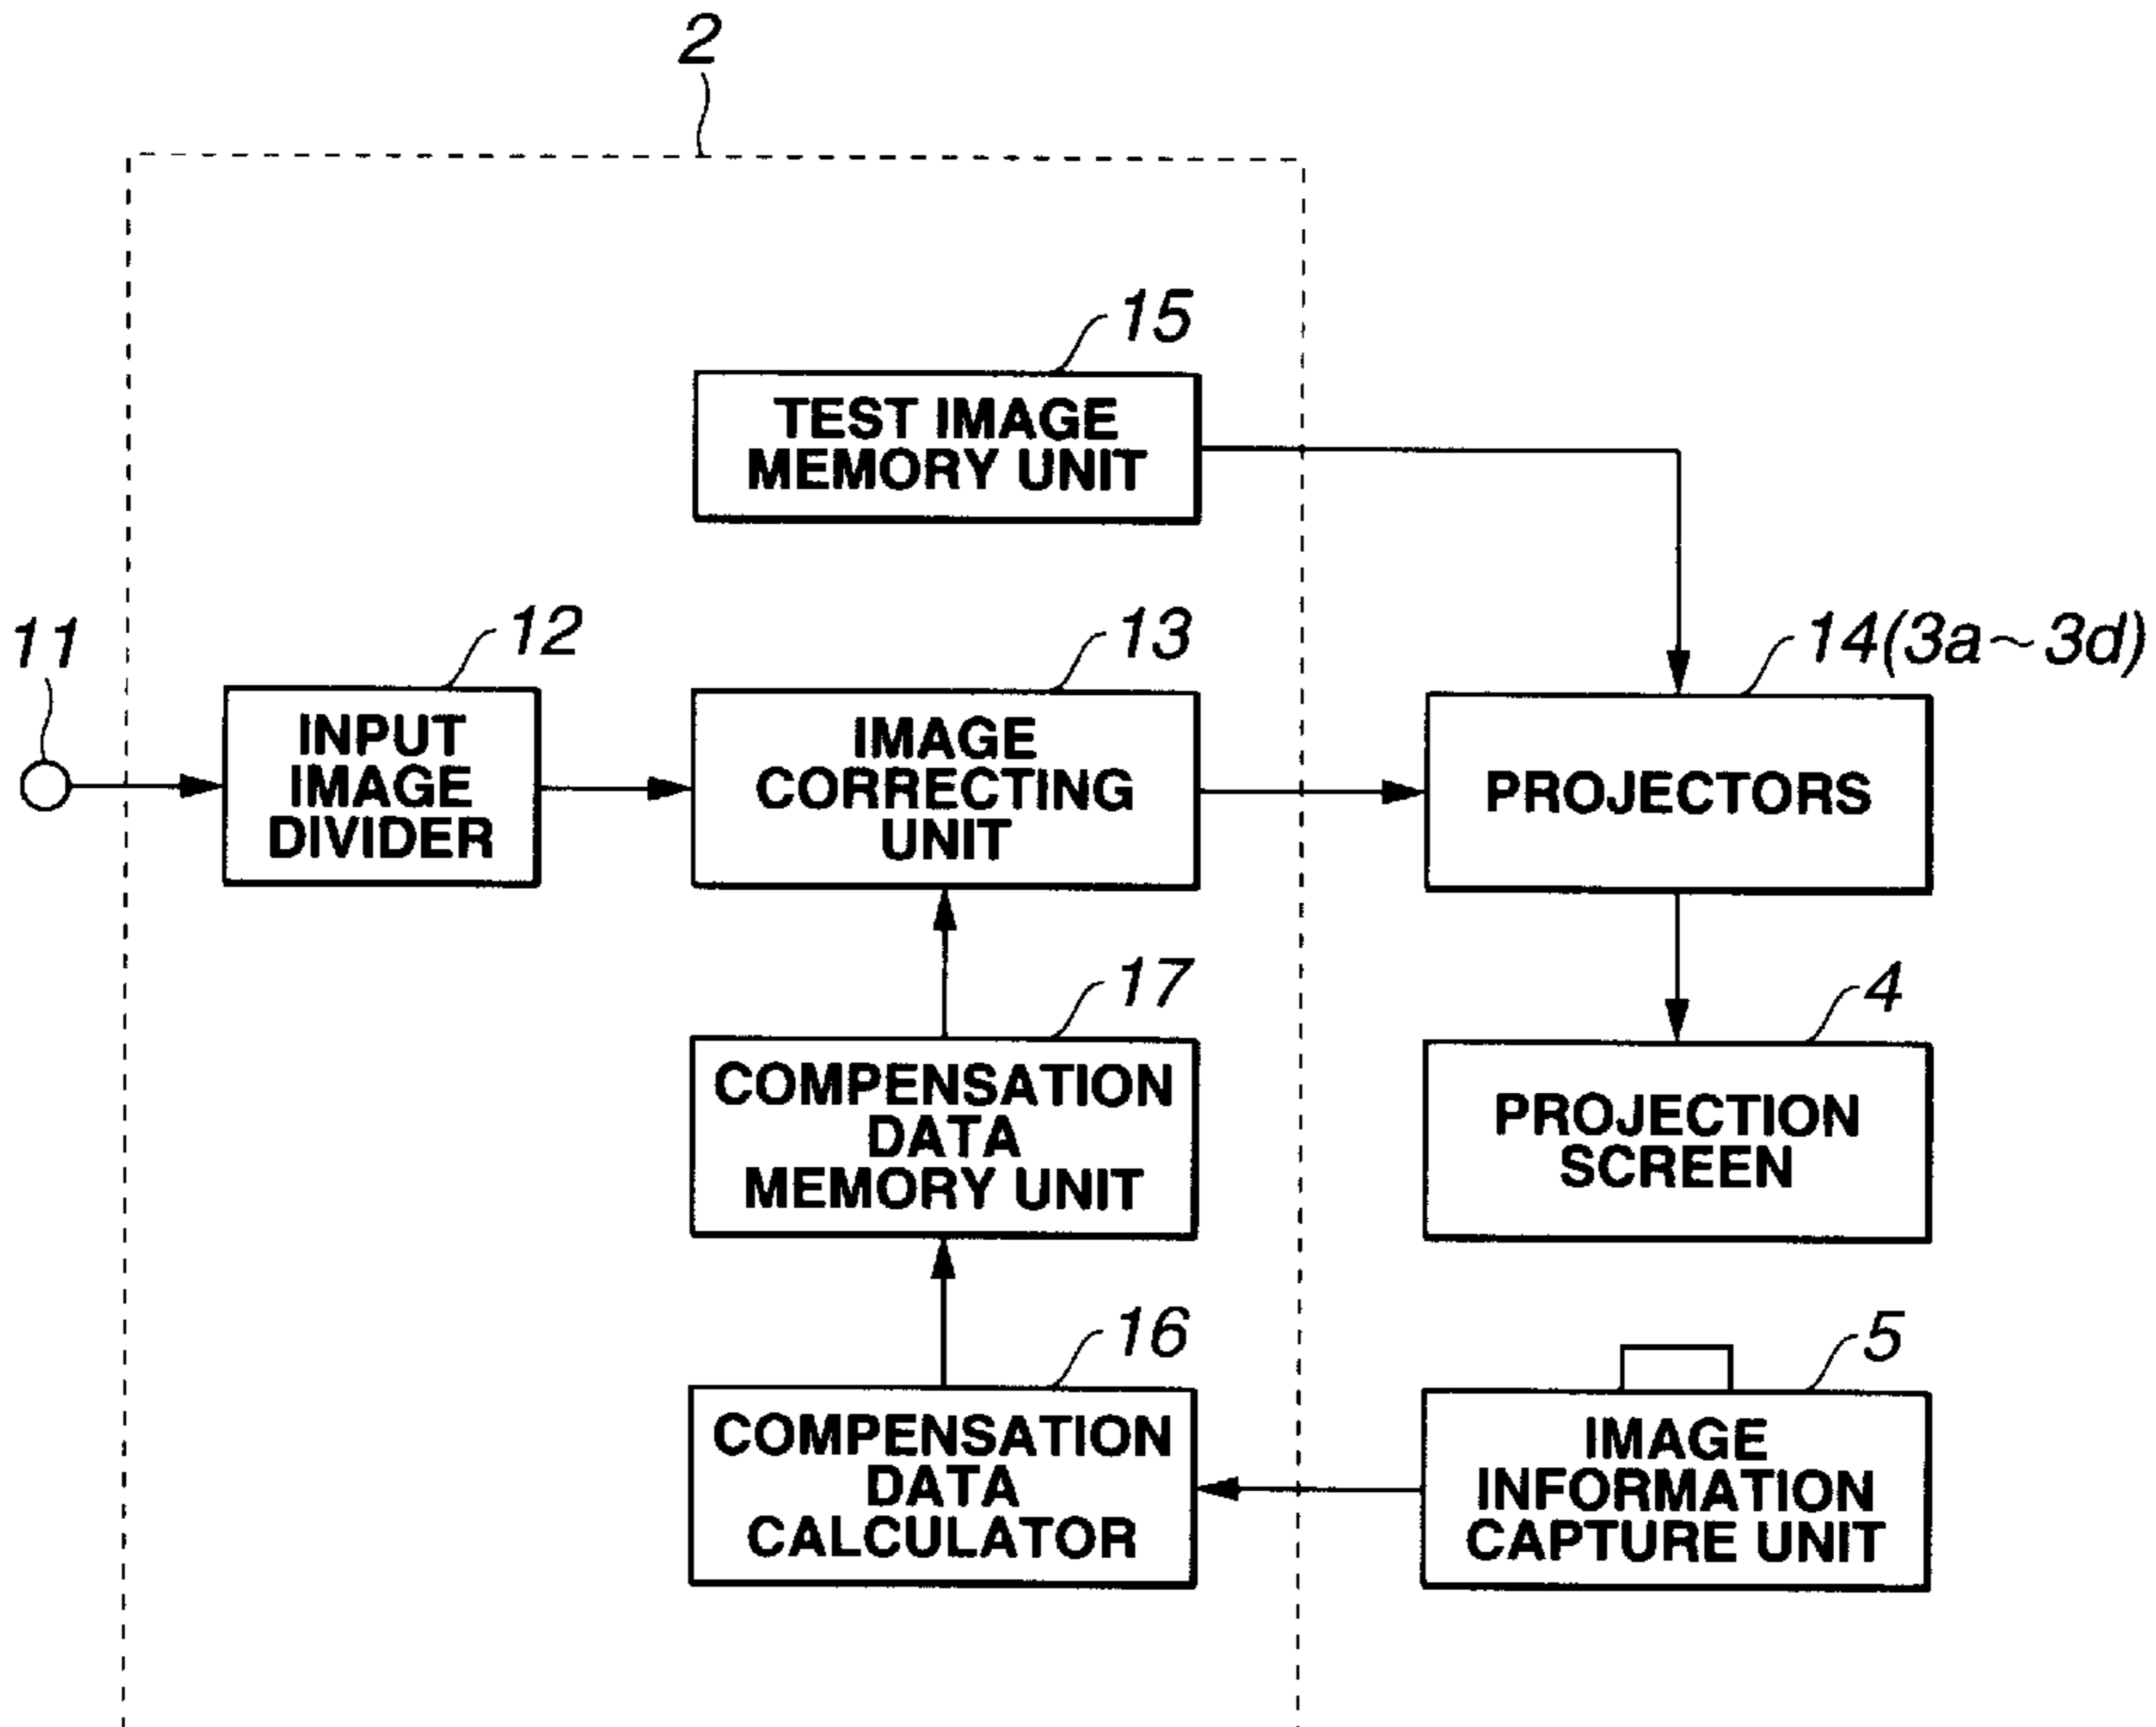 2
15
TEST IMAGE
MEMORY UNIT
11
12
INPUT
IMAGE
DIVIDER
13
IMAGE
CORRECTING
UNIT
14(3a~3d)
PROJECTORS
17
COMPENSATION
DATA
MEMORY UNIT
4
PROJECTION
SCREEN
16
COMPENSATION
DATA
CALCULATOR
5
IMAGE
INFORMATION
CAPTURE UNIT